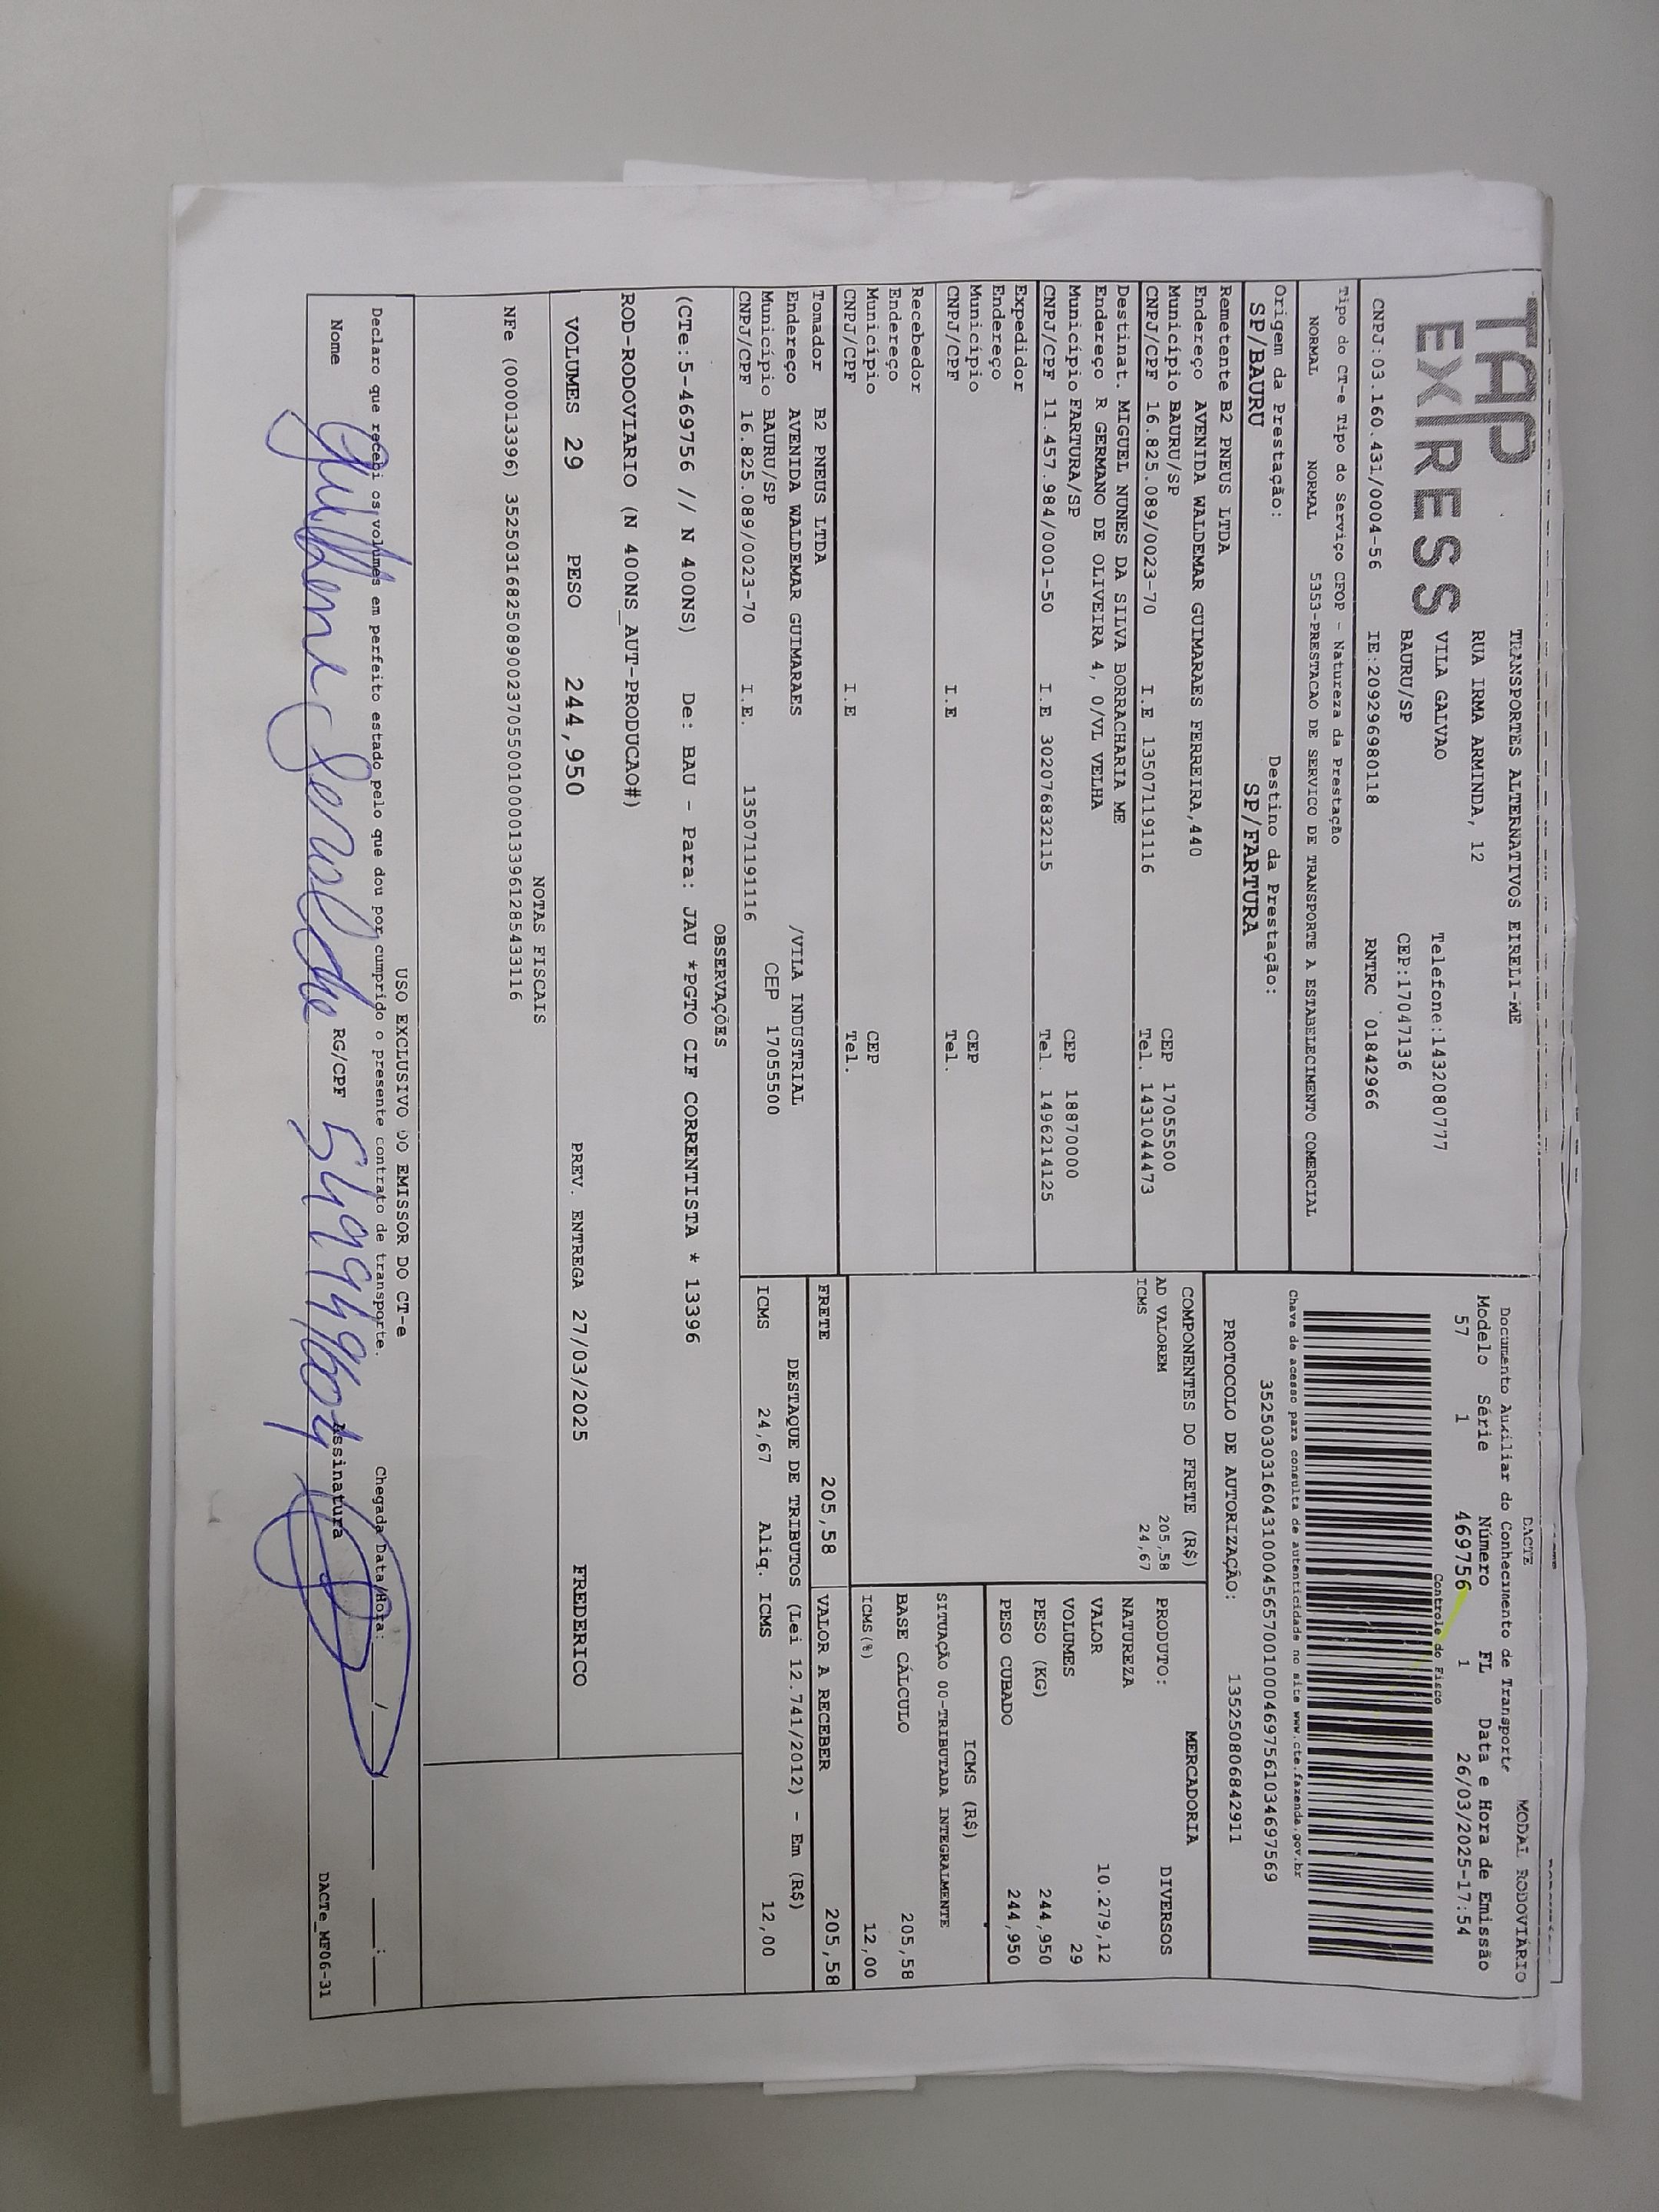 TAP
EXPRESS
TRANSPORTES ALTERNATIVOS EIRELI-ME
RUA IRMA ARMINDA, 12
VILA GALVAO Telefone:1432080777
BAURU/SP CEP:17047136
CNPJ:03.160.431/0004-56 IE:209296980118 RNTRC 01842966
DACTE MODAL RODOVIÁRIO
Documento Auxiliar do Conhecimento de Transporte
Modelo Série Número FL Data e Hora de Emissão
57 1 469756 1 26/03/2025-17:54
Controle do Fisco
Chave de acesso para consulta de autenticidade no site www.cte.fazenda.gov.br
35250303160431000456570010004697561034697569
PROTOCOLO DE AUTORIZAÇÃO: 135250806842911
Tipo do CT-e Tipo do Serviço CFOP - Natureza da Prestação
NORMAL NORMAL 5353-PRESTACAO DE SERVICO DE TRANSPORTE A ESTABELECIMENTO COMERCIAL
Origem da Prestação: Destino da Prestação:
SP/BAURU SP/FARTURA
Remetente B2 PNEUS LTDA
Endereço AVENIDA WALDEMAR GUIMARAES FERREIRA,440
Município BAURU/SP CEP 17055500
CNPJ/CPF 16.825.089/0023-70 I.E 13507119​1116 Tel. 1431044473
Destinat. MIGUEL NUNES DA SILVA BORRACHARIA ME
Endereço R GERMANO DE OLIVEIRA 4, 0/VL VELHA
Município FARTURA/SP CEP 18870000
CNPJ/CPF 11.457.984/0001-50 I.E 302076832115 Tel. 1496214125
Expedidor
Endereço
Município CEP
CNPJ/CPF I.E Tel.
Recebedor
Endereço
Município CEP
CNPJ/CPF I.E Tel.
Tomador B2 PNEUS LTDA
Endereço AVENIDA WALDEMAR GUIMARAES /VILA INDUSTRIAL
Município BAURU/SP CEP 17055500
CNPJ/CPF 16.825.089/0023-70 I.E. 135071191116
COMPONENTES DO FRETE (R$)
AD VALOREM 205,58
ICMS 24,67
MERCADORIA
PRODUTO: DIVERSOS
NATUREZA
VALOR 10.279,12
VOLUMES 29
PESO (KG) 244,950
PESO CUBADO 244,950
ICMS (R$)
SITUAÇÃO 00-TRIBUTADA INTEGRALMENTE
BASE CÁLCULO 205,58
ICMS(%) 12,00
FRETE 205,58 VALOR A RECEBER 205,58
DESTAQUE DE TRIBUTOS (Lei 12.741/2012) - Em (R$)
ICMS 24,67 Aliq. ICMS 12,00
OBSERVAÇÕES
(CTe:5-469756 // N 400NS) De: BAU - Para: JAU *PGTO CIF CORRENTISTA * 13396
ROD-RODOVIARIO (N 400NS_AUT-PRODUCAO#)
VOLUMES 29 PESO 244,950 PREV. ENTREGA 27/03/2025 FREDERICO
NOTAS FISCAIS
NFe (000013396) 35250316825089002370550010000133961285433116
USO EXCLUSIVO DO EMISSOR DO CT-e
Declaro que recebi os volumes em perfeito estado pelo que dou por cumprido o presente contrato de transporte. Chegada Data/Hora: / :
Nome RG/CPF Assinatura
DACTe_MF06-31